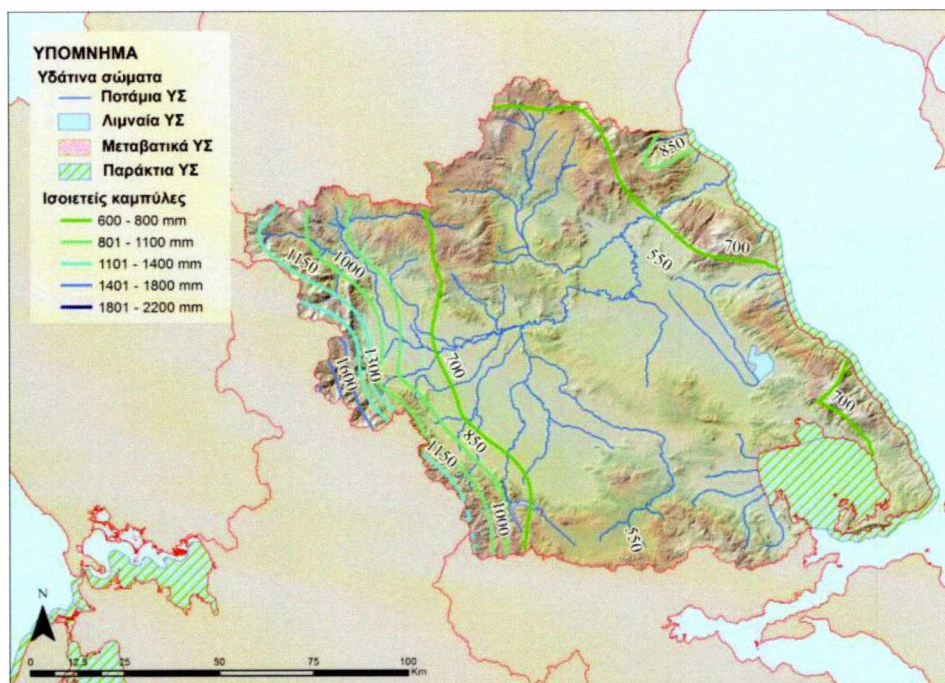 ΥΠΟΜΝΗΜΑ
Υδάτινα σώματα
Ποτάμια ΥΣ
Λιμναία ΥΣ
Μεταβατικά ΥΣ
Παράκτια ΥΣ
Ισοιετείς καμπύλες
600 - 800 mm
801 - 1100 mm
1101 - 1400 mm
1401 - 1800 mm
1801 - 2200 mm
850
700
550
1150
1000
1300
1600
700
700
850
1150
1000
550
N
0 12,5 25 50 75 100
Km